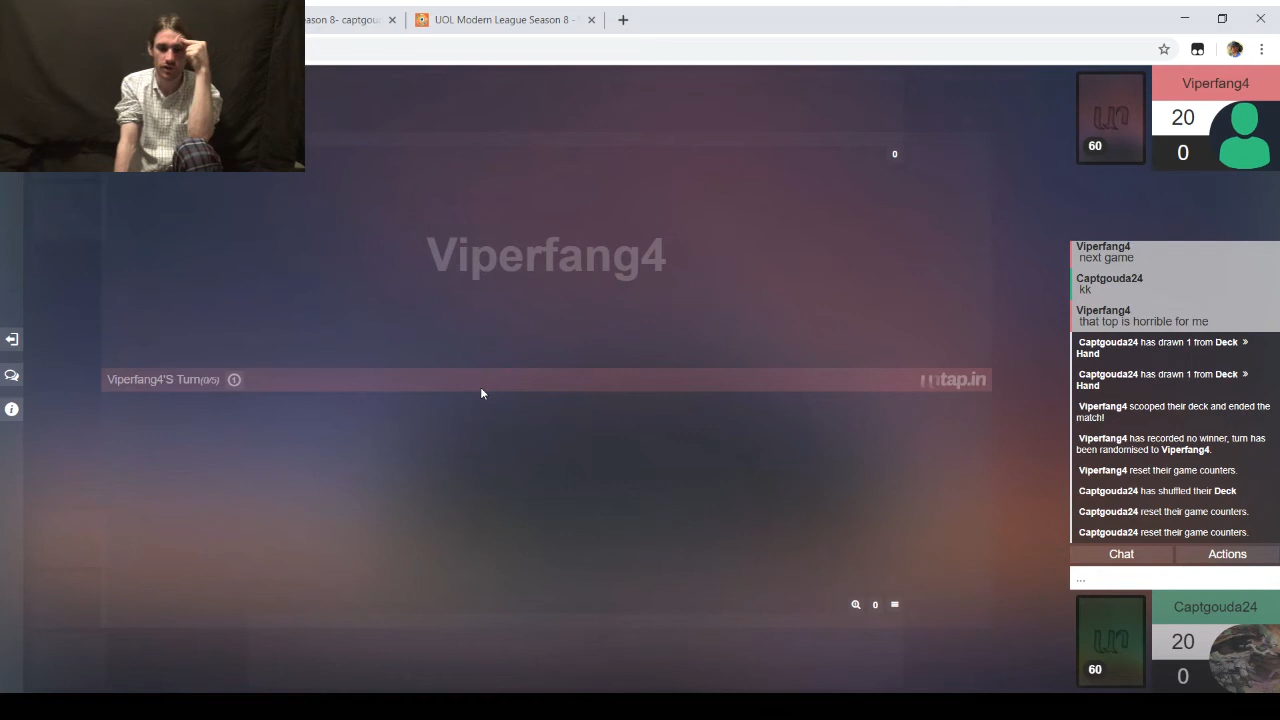 eason 8- captgou
UOL Modern League Season 8 -
Viperfang4
60
20
0
0
Viperfang4
Viperfang4
next game
Captgouda24
kk
Viperfang4
that top is horrible for me
Captgouda24 has drawn 1 from Deck »
Hand
Captgouda24 has drawn 1 from Deck »
Hand
Viperfang4 scooped their deck and ended the
match!
Viperfang4 has recorded no winner, turn has
been randomised to Viperfang4.
Viperfang4 reset their game counters.
Captgouda24 has shuffled their Deck
Captgouda24 reset their game counters.
Captgouda24 reset their game counters.
Viperfang4'S Turn(0/5) 1
untap.in
Chat
Actions
...
0
Captgouda24
60
20
0